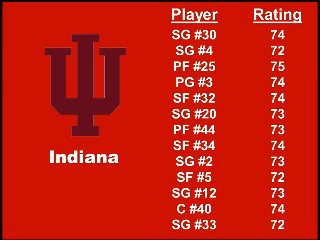 Player Rating
SG #30 74
SG #4 72
PF #25 75
PG #3 74
SF #32 74
SG #20 73
PF #44 73
SF #34 74
SG #2 73
SF #5 72
SG #12 73
C #40 74
SG #33 72
Indiana